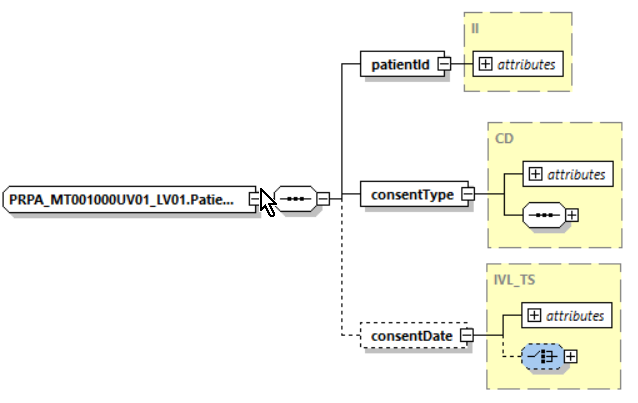 II
patientId
attributes
CD
attributes
PRPA_MT001000UV01_LV01.Patie...
consentType
IVL_TS
attributes
consentDate